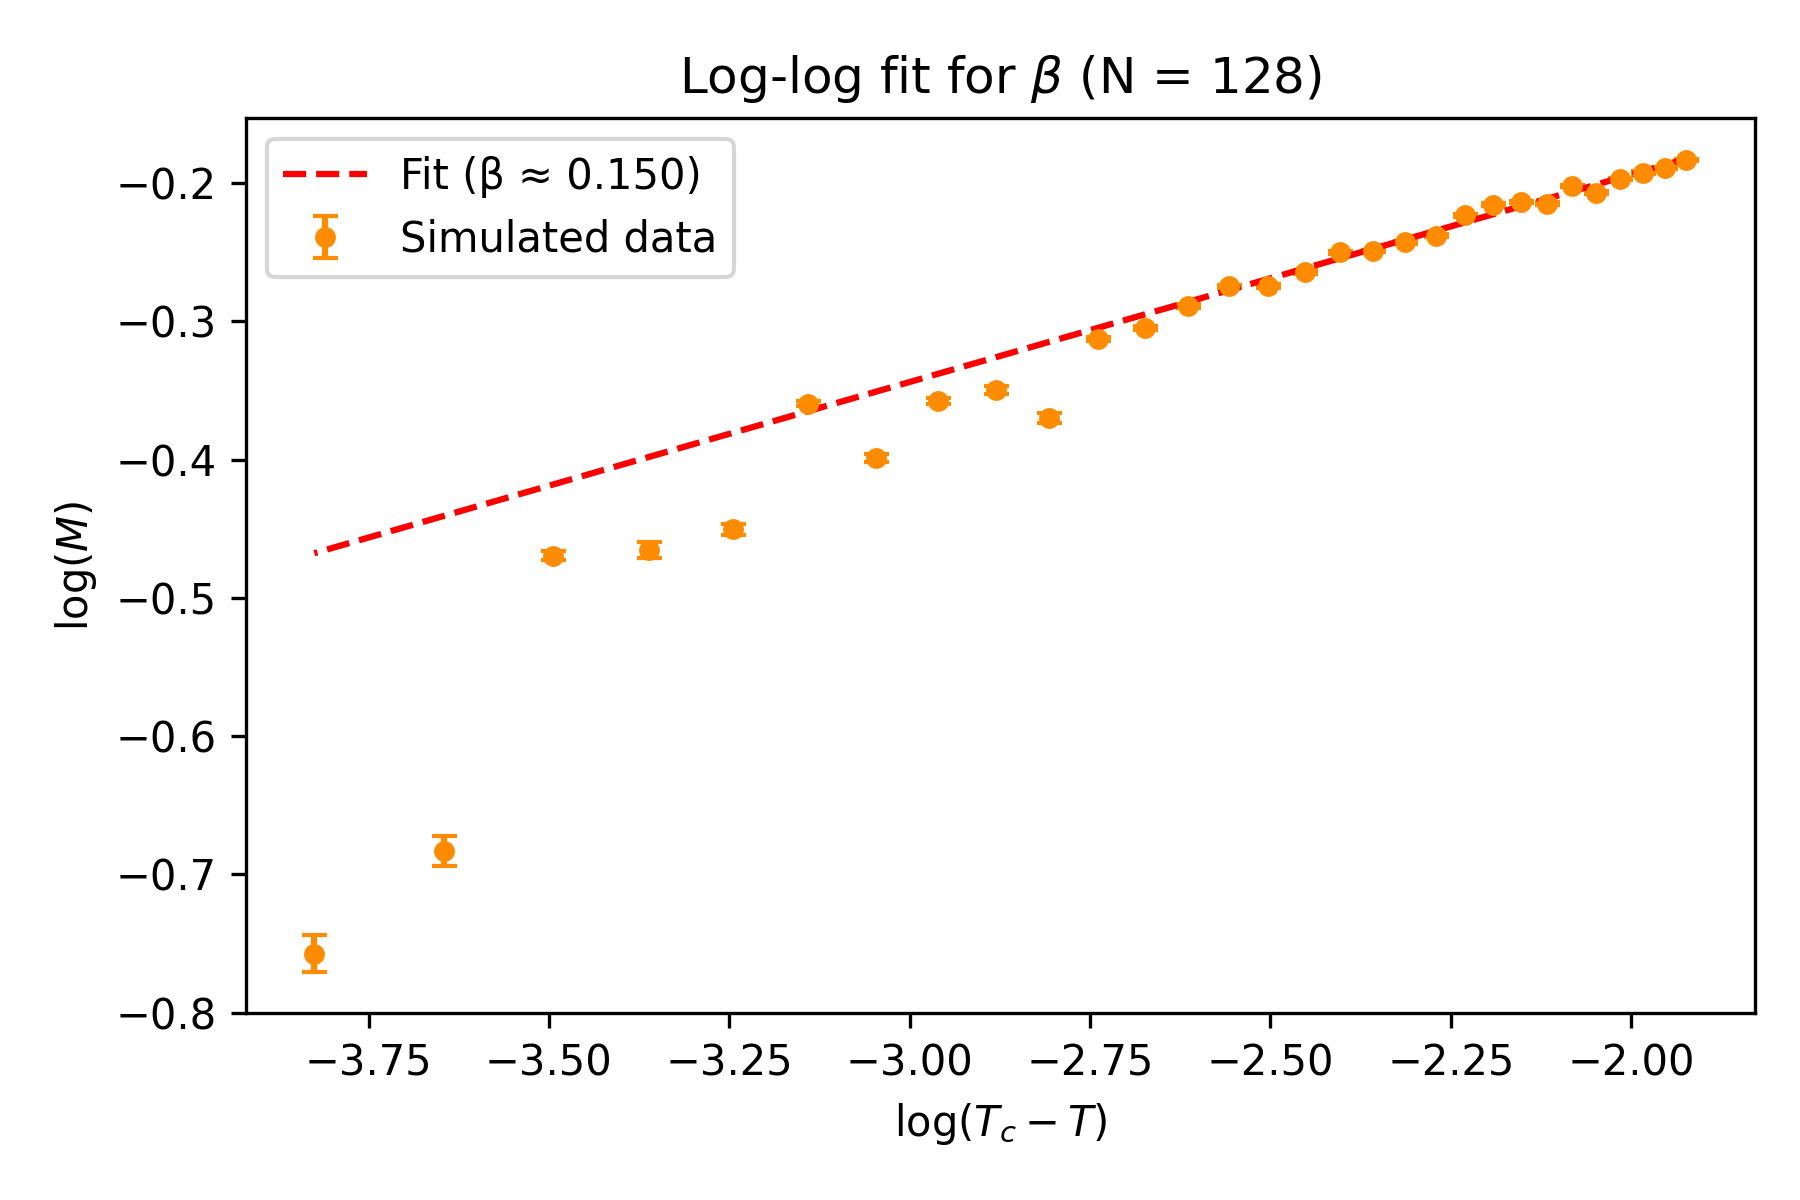 Log-log fit for β (N = 128)
Fit (β ≈ 0.150)
Simulated data
−0.2
−0.3
−0.4
−0.5
−0.6
−0.7
−0.8
log(M)
−3.75 −3.50 −3.25 −3.00 −2.75 −2.50 −2.25 −2.00
log(T_c − T)